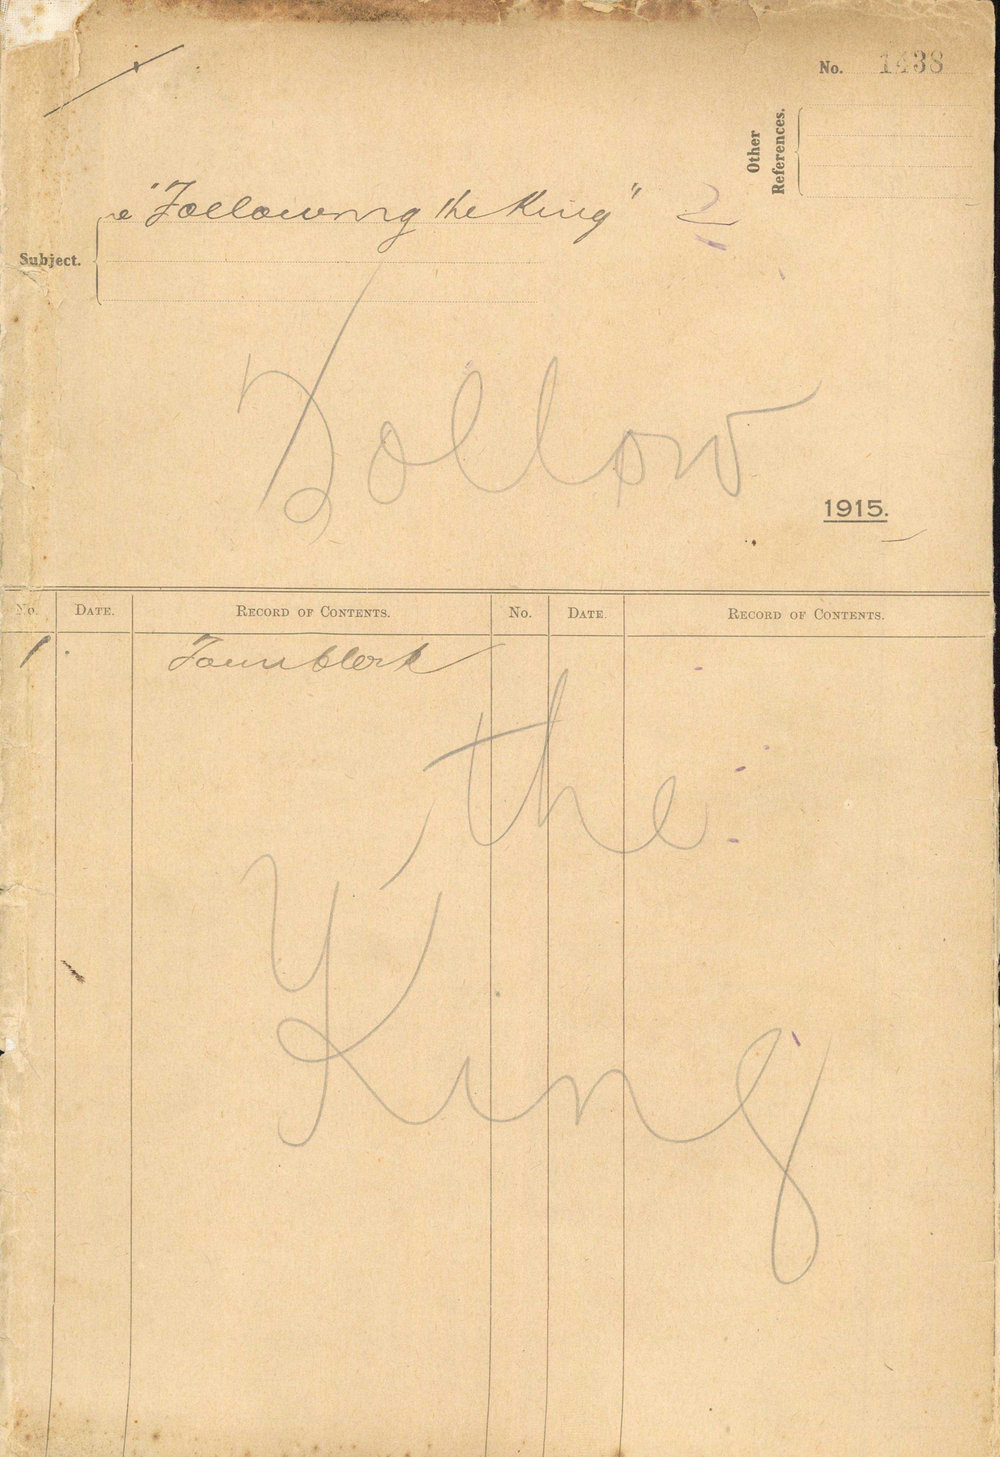 No. 1438
Other
References.
re "Following the King"
Subject.
Follow
1915.
No. DATE. RECORD OF CONTENTS. No. DATE. RECORD OF CONTENTS.
1 Town Clerk
the
King